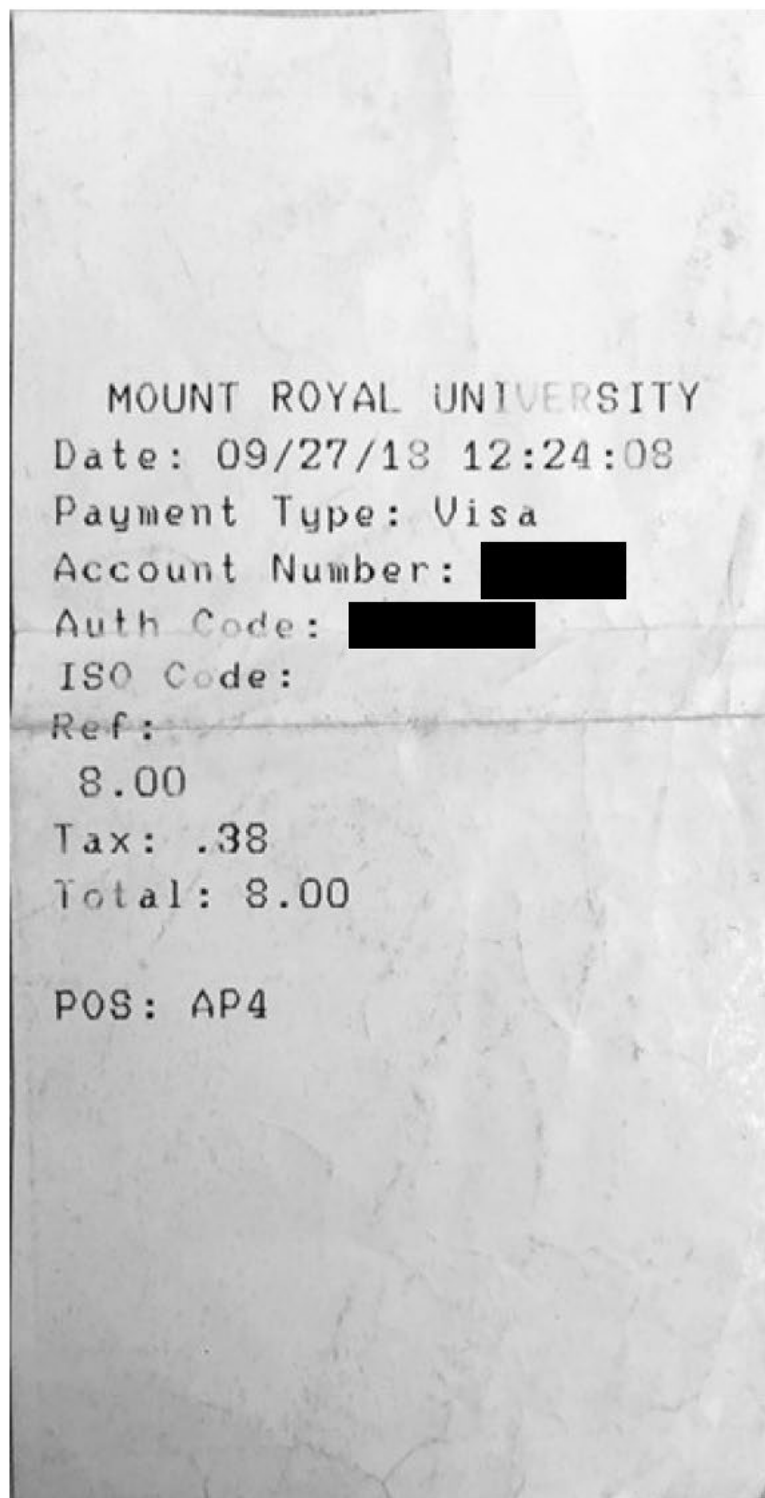 MOUNT ROYAL UNIVERSITY
Date: 09/27/18 12:24:08
Payment Type: Visa
Account Number:
Auth Code:
ISO Code:
Ref:
8.00
Tax: .38
Total: 8.00
POS: AP4